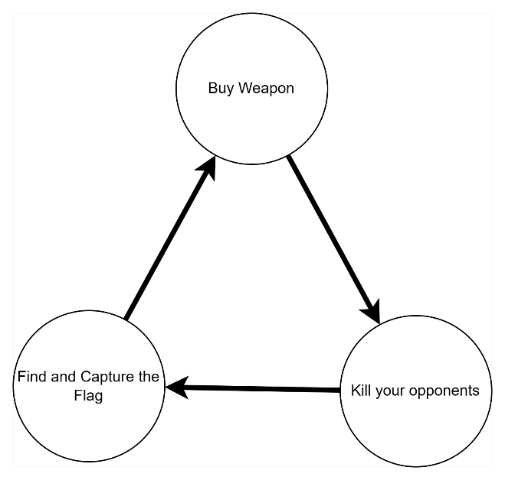 Buy Weapon
Find and Capture the
Flag
Kill your opponents